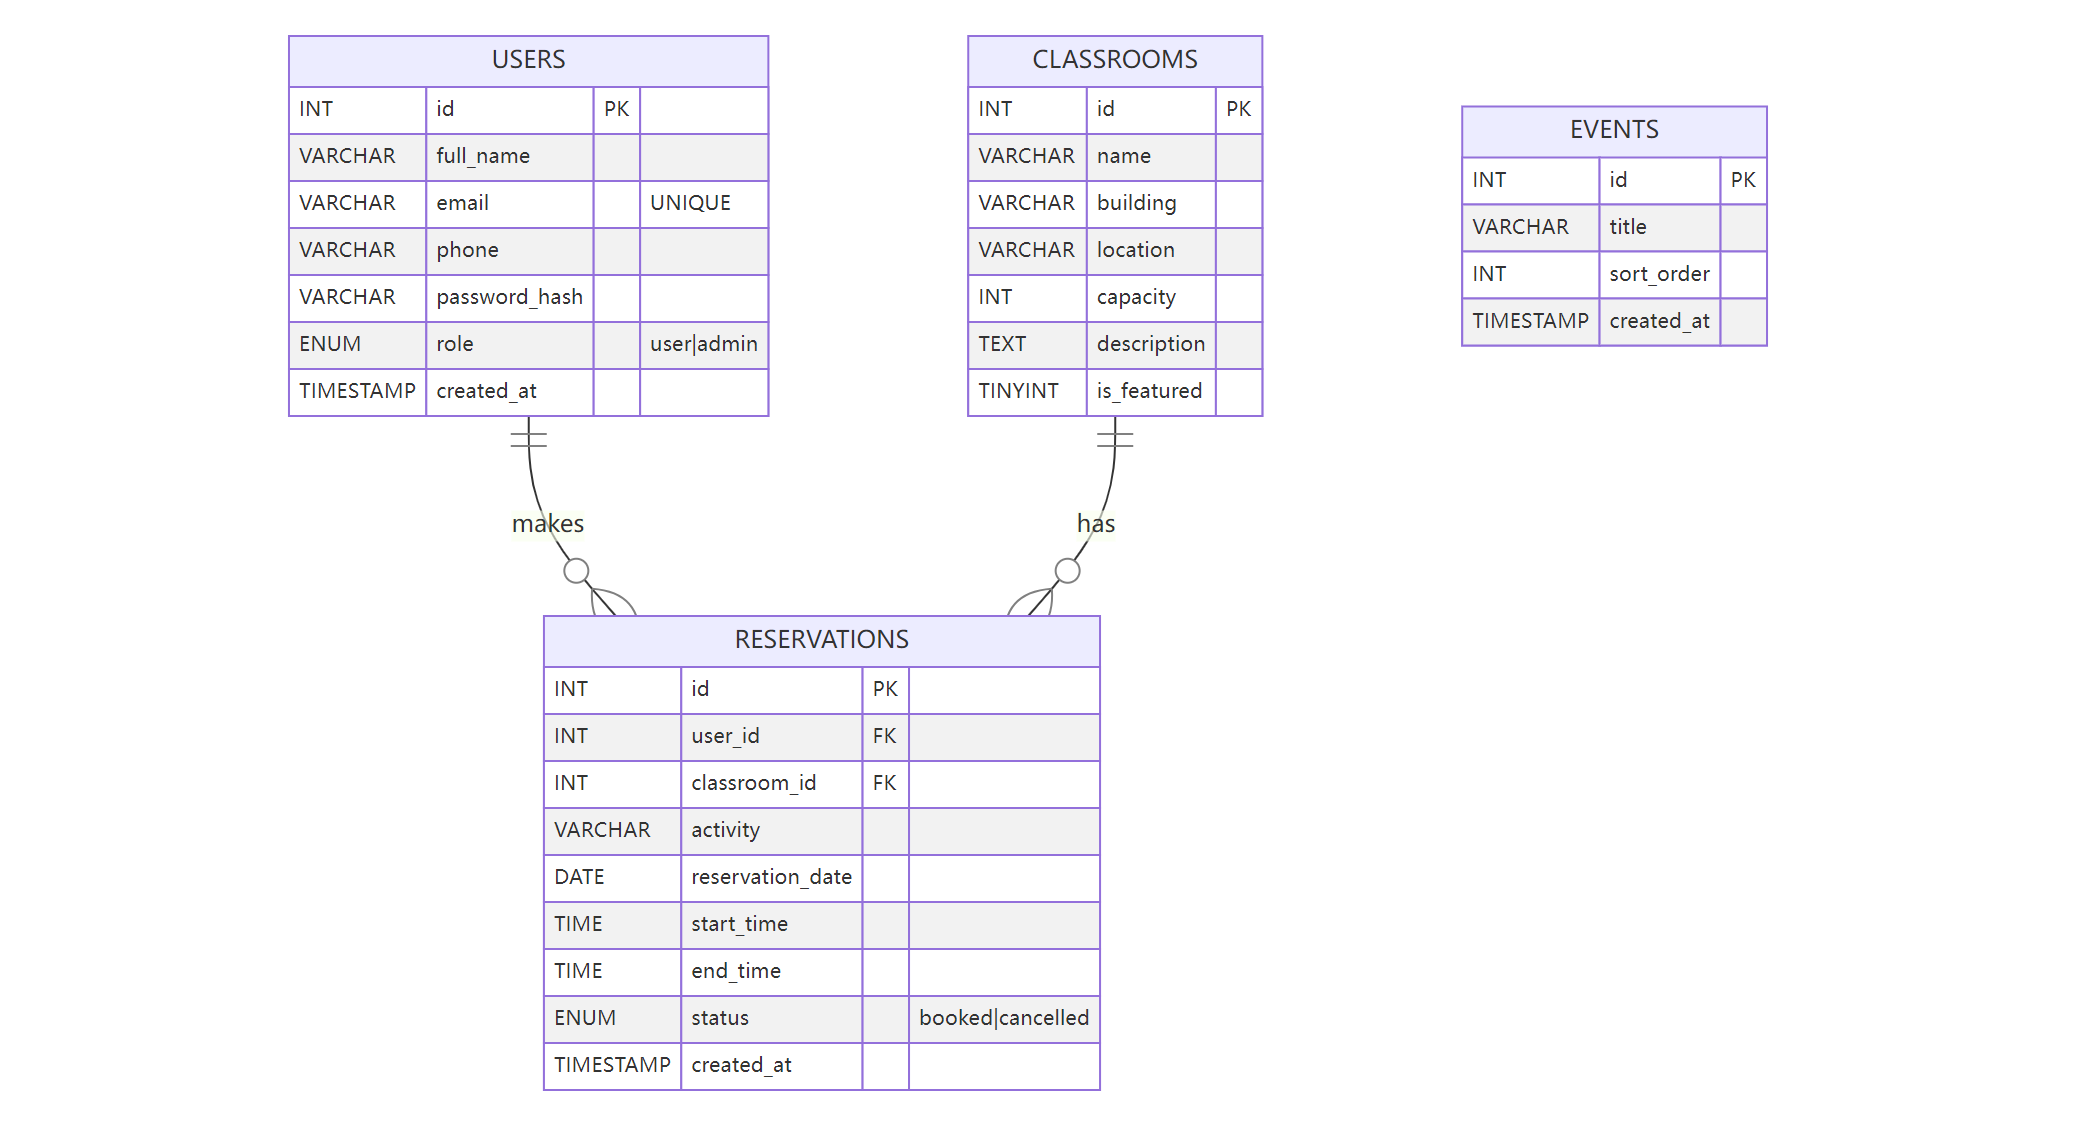 USERS
INT id PK
VARCHAR full_name
VARCHAR email UNIQUE
VARCHAR phone
VARCHAR password_hash
ENUM role user|admin
TIMESTAMP created_at
CLASSROOMS
INT id PK
VARCHAR name
VARCHAR building
VARCHAR location
INT capacity
TEXT description
TINYINT is_featured
EVENTS
INT id PK
VARCHAR title
INT sort_order
TIMESTAMP created_at
makes
has
RESERVATIONS
INT id PK
INT user_id FK
INT classroom_id FK
VARCHAR activity
DATE reservation_date
TIME start_time
TIME end_time
ENUM status booked|cancelled
TIMESTAMP created_at